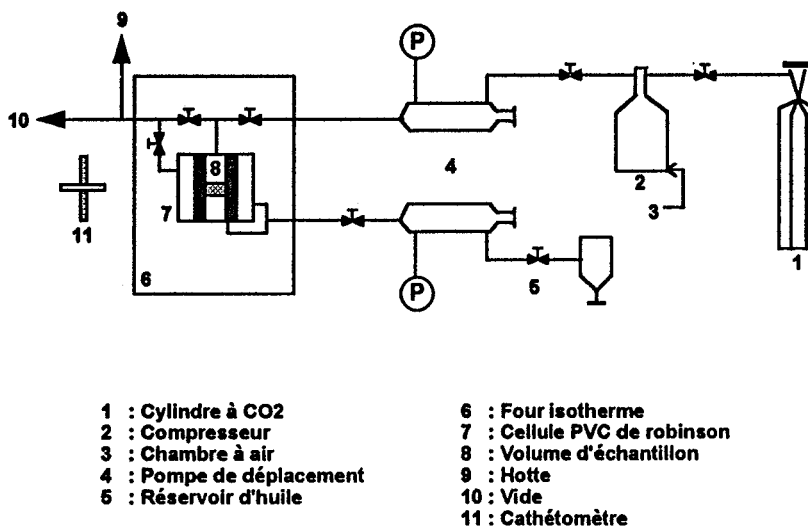 9
P
10
8
4
2
7
3
11
6
5
1
P
1 : Cylindre à CO2
2 : Compresseur
3 : Chambre à air
4 : Pompe de déplacement
5 : Réservoir d'huile
6 : Four isotherme
7 : Cellule PVC de robinson
8 : Volume d'échantillon
9 : Hotte
10 : Vide
11 : Cathétomètre